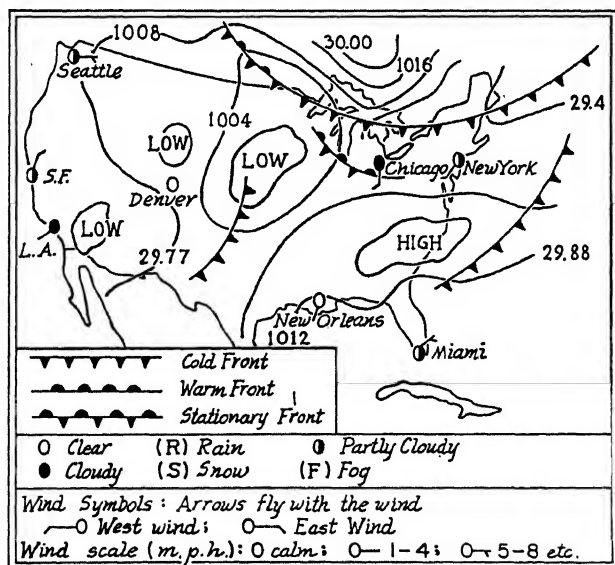 1008
30.00
1016
Seattle
29.4
1004
LOW
LOW
Chicago
New York
S.F.
Denver
LOW
HIGH
L.A.
29.77
29.88
New Orleans
1012
Miami
Cold Front
Warm Front
Stationary Front
Clear (R) Rain Partly Cloudy
Cloudy (S) Snow (F) Fog
Wind Symbols: Arrows fly with the wind
West wind; East Wind
Wind scale (m.p.h.): calm; 1-4; 5-8 etc.